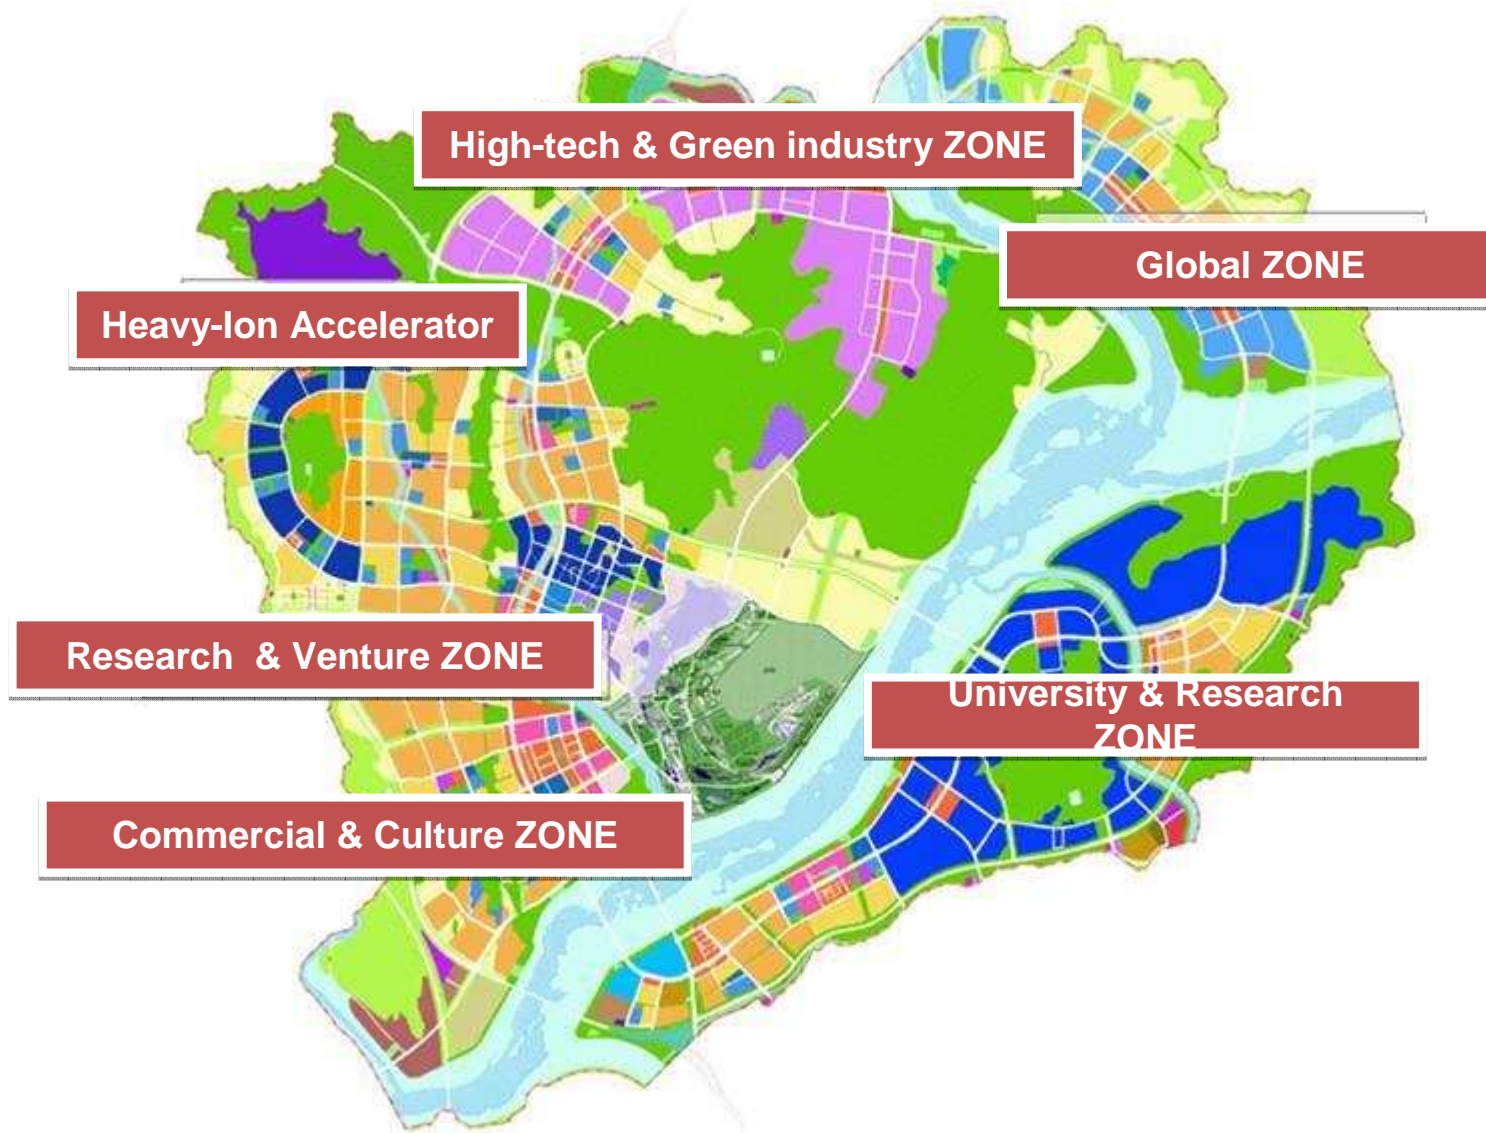 High-tech & Green industry ZONE
Global ZONE
Heavy-Ion Accelerator
Research & Venture ZONE
University & Research
ZONE
Commercial & Culture ZONE